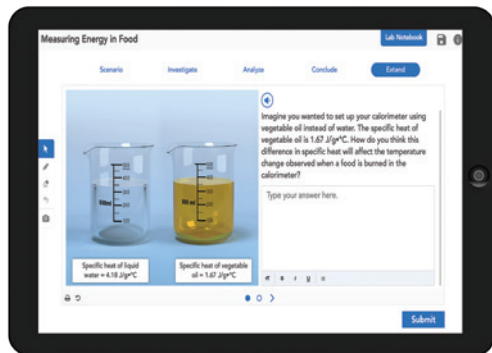 Measuring Energy in Food
Lab Notebook
Scenario
Investigate
Analyze
Conclude
Extend
Imagine you wanted to set up your calorimeter using
vegetable oil instead of water. The specific heat of
vegetable oil is 1.67 J/g•°C. How do you think this
difference in specific heat will affect the temperature
change observed when a food is burned in the
calorimeter?
Type your answer here.
Specific heat of liquid
water = 4.18 J/g•°C
Specific heat of vegetable
oil = 1.67 J/g•°C
B I U
Submit